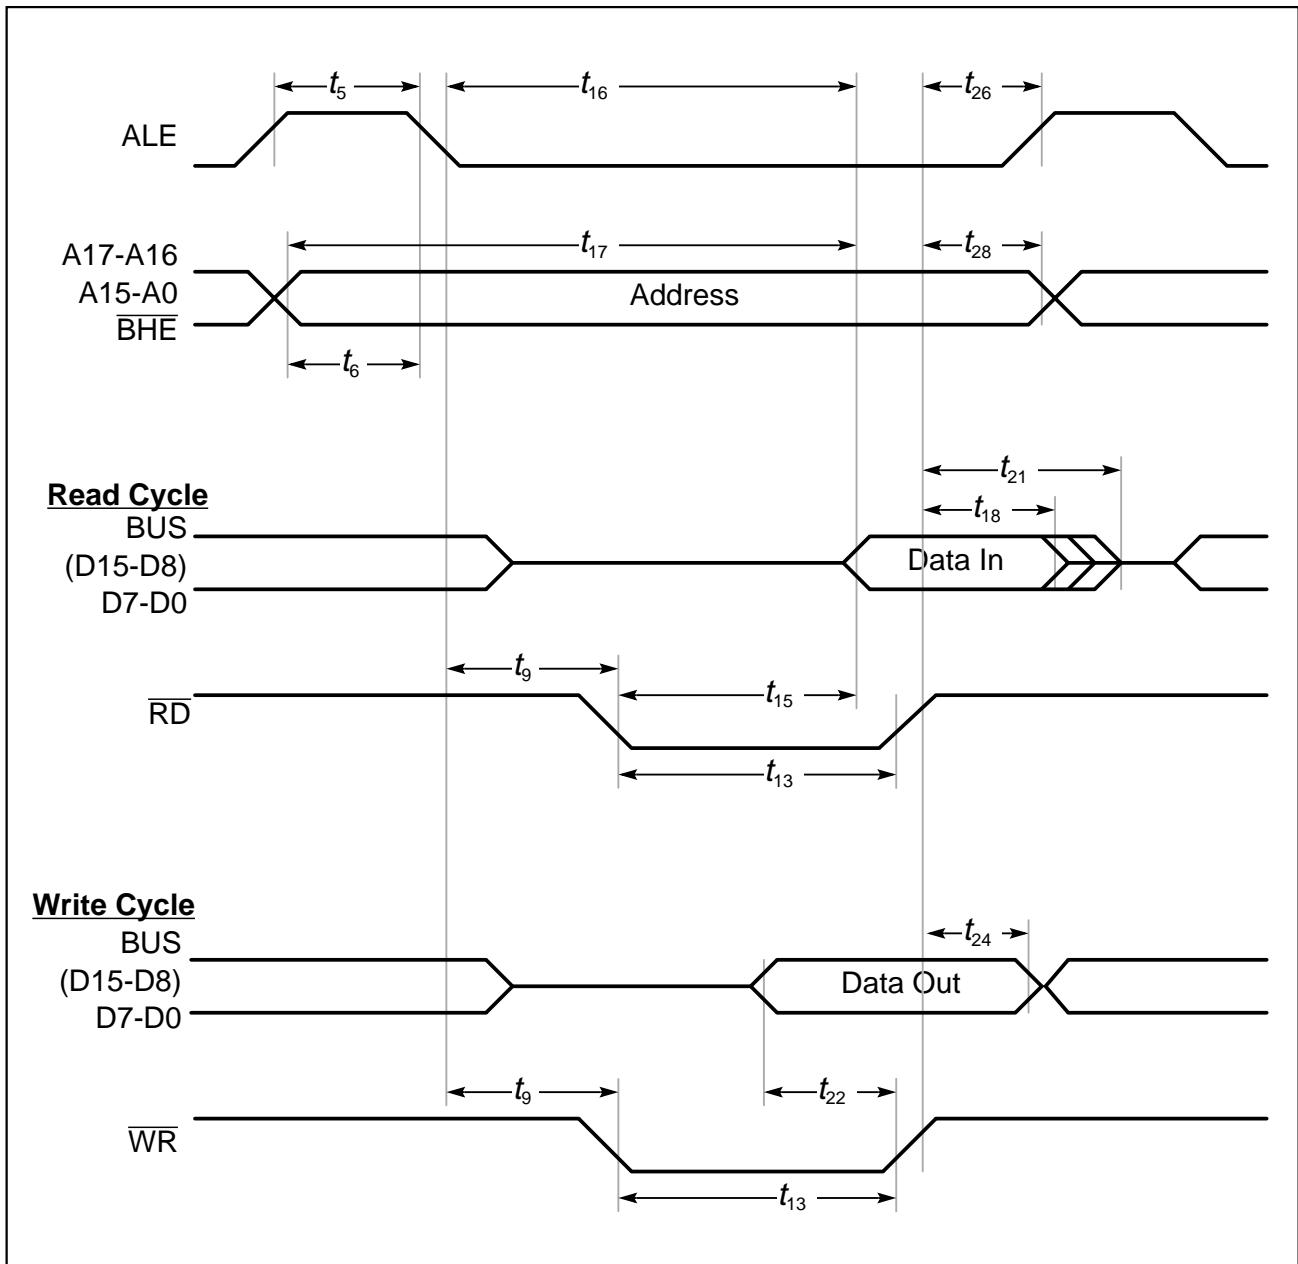 t5
t16
t26
ALE
A17-A16
t17
t28
A15-A0
Address
BHE
t6
t21
Read Cycle
t18
BUS
(D15-D8)
Data In
D7-D0
t9
RD
t15
t13
Write Cycle
BUS
t24
(D15-D8)
Data Out
D7-D0
t9
t22
WR
t13